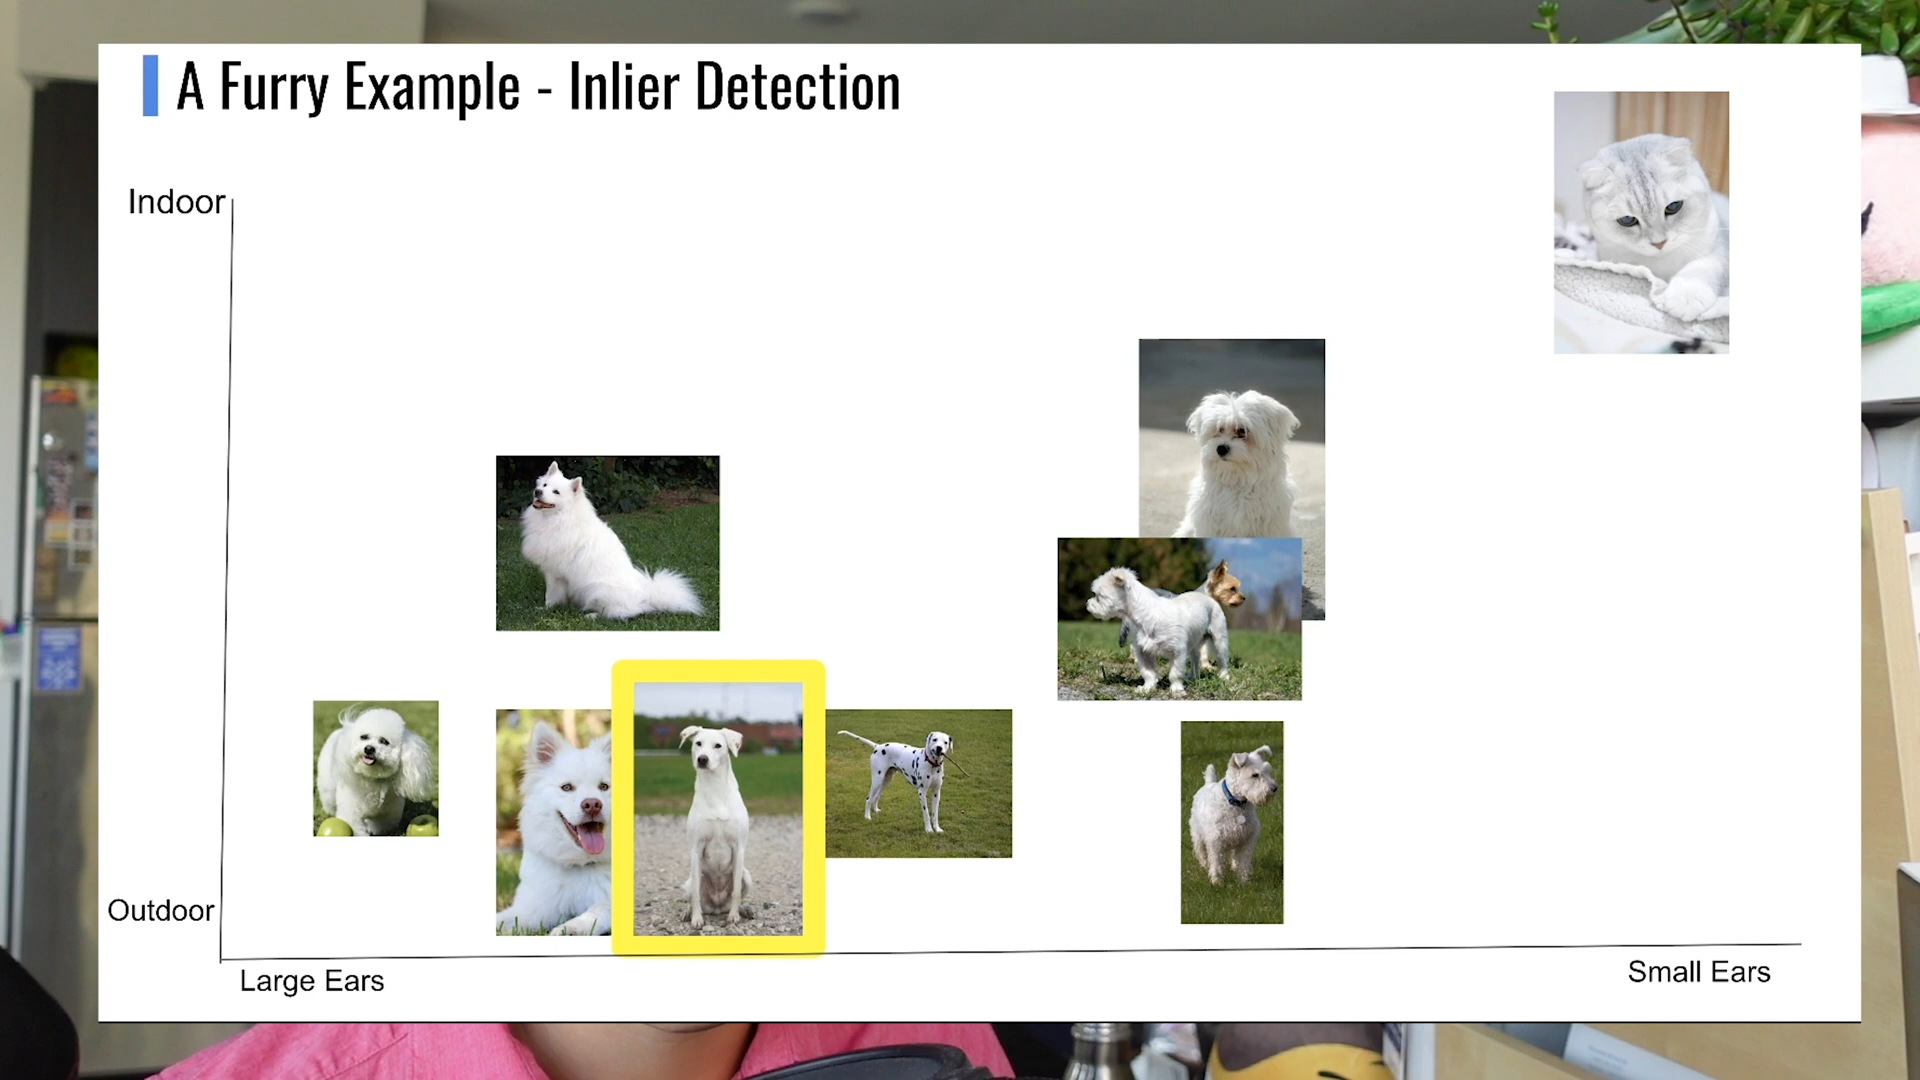 A Furry Example - Inlier Detection
Indoor
Outdoor
Large Ears
Small Ears